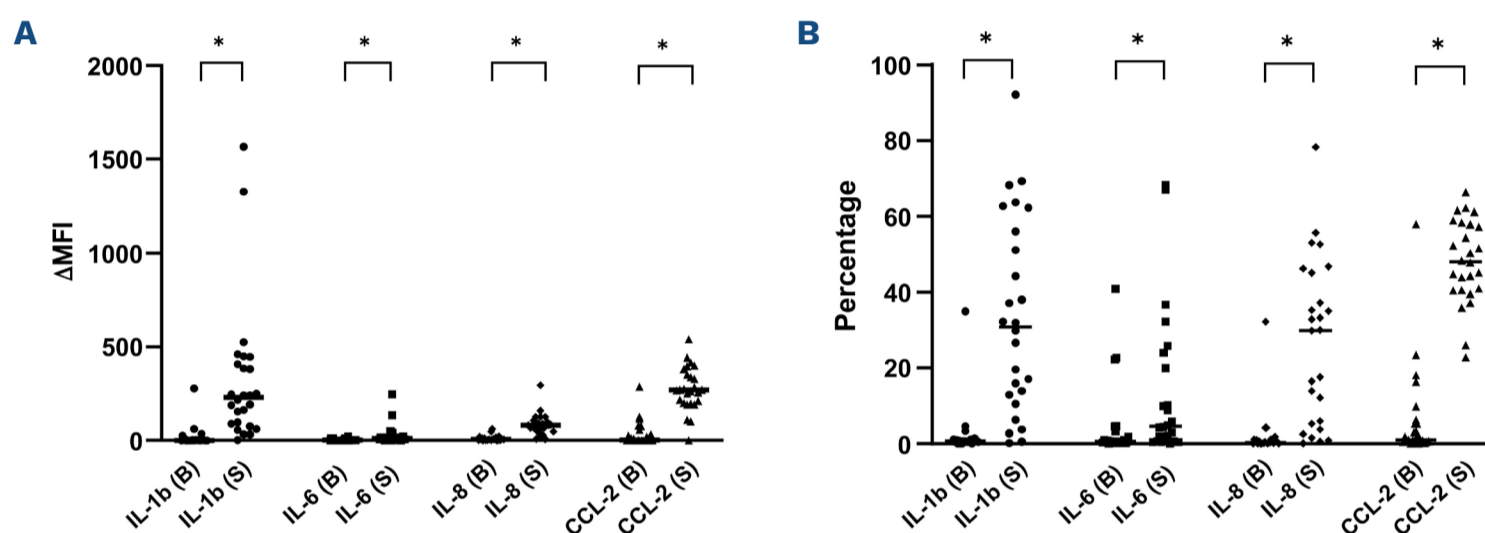 A
* * * *
ΔMFI
2000
1500
1000
500
0
IL-1b (B)
IL-1b (S)
IL-6 (B)
IL-6 (S)
IL-8 (B)
IL-8 (S)
CCL-2 (B)
CCL-2 (S)
B
* * * *
Percentage
100
80
60
40
20
0
IL-1b (B)
IL-1b (S)
IL-6 (B)
IL-6 (S)
IL-8 (B)
IL-8 (S)
CCL-2 (B)
CCL-2 (S)